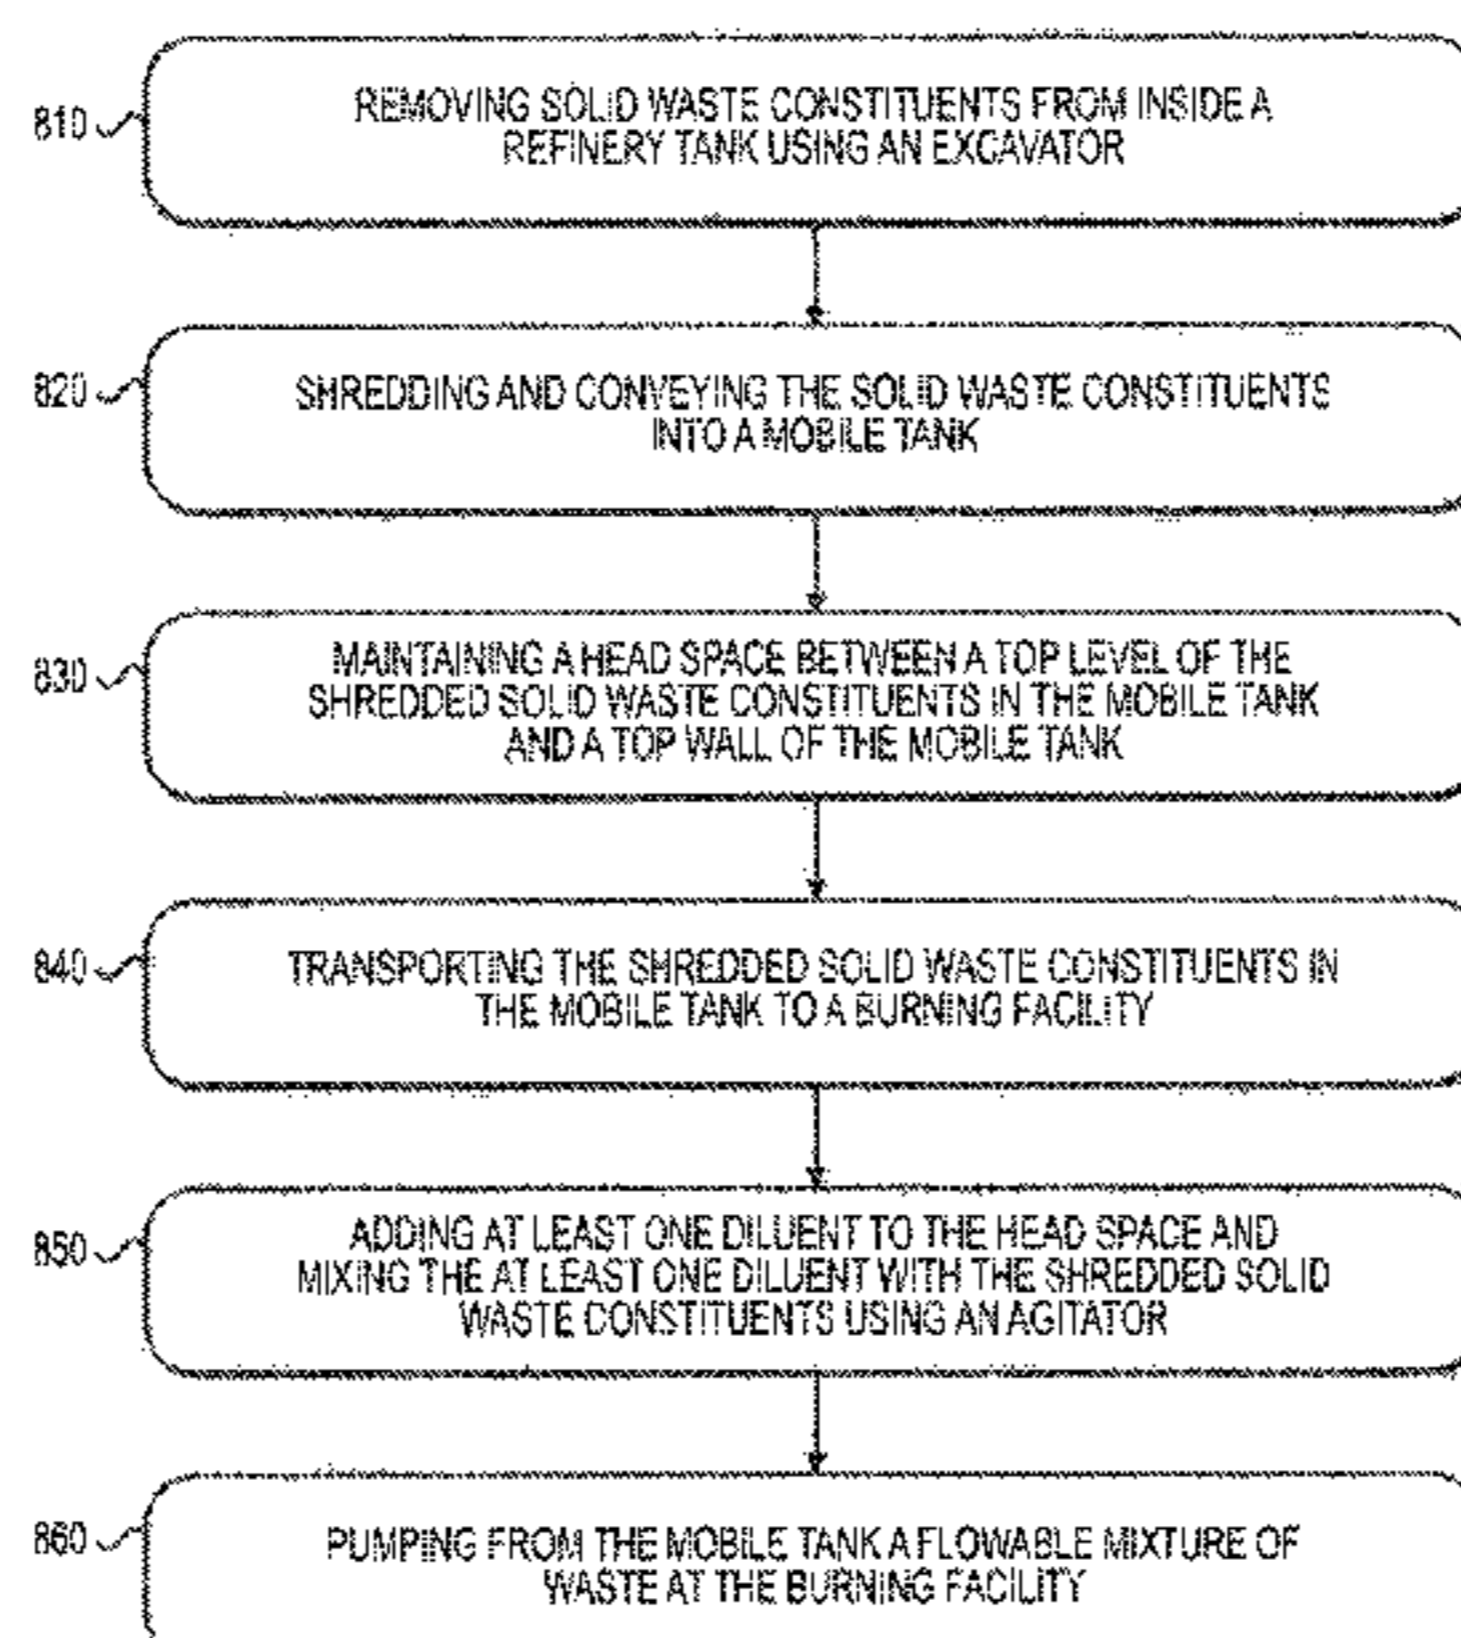 810
REMOVING SOLID WASTE CONSTITUENTS FROM INSIDE A
REFINERY TANK USING AN EXCAVATOR
820
SHREDDING AND CONVEYING THE SOLID WASTE CONSTITUENTS
INTO A MOBILE TANK
830
MAINTAINING A HEAD SPACE BETWEEN A TOP LEVEL OF THE
SHREDDED SOLID WASTE CONSTITUENTS IN THE MOBILE TANK
AND A TOP WALL OF THE MOBILE TANK
840
TRANSPORTING THE SHREDDED SOLID WASTE CONSTITUENTS IN
THE MOBILE TANK TO A BURNING FACILITY
850
ADDING AT LEAST ONE DILUENT TO THE HEAD SPACE AND
MIXING THE AT LEAST ONE DILUENT WITH THE SHREDDED SOLID
WASTE CONSTITUENTS USING AN AGITATOR
860
PUMPING FROM THE MOBILE TANK A FLOWABLE MIXTURE OF
WASTE AT THE BURNING FACILITY